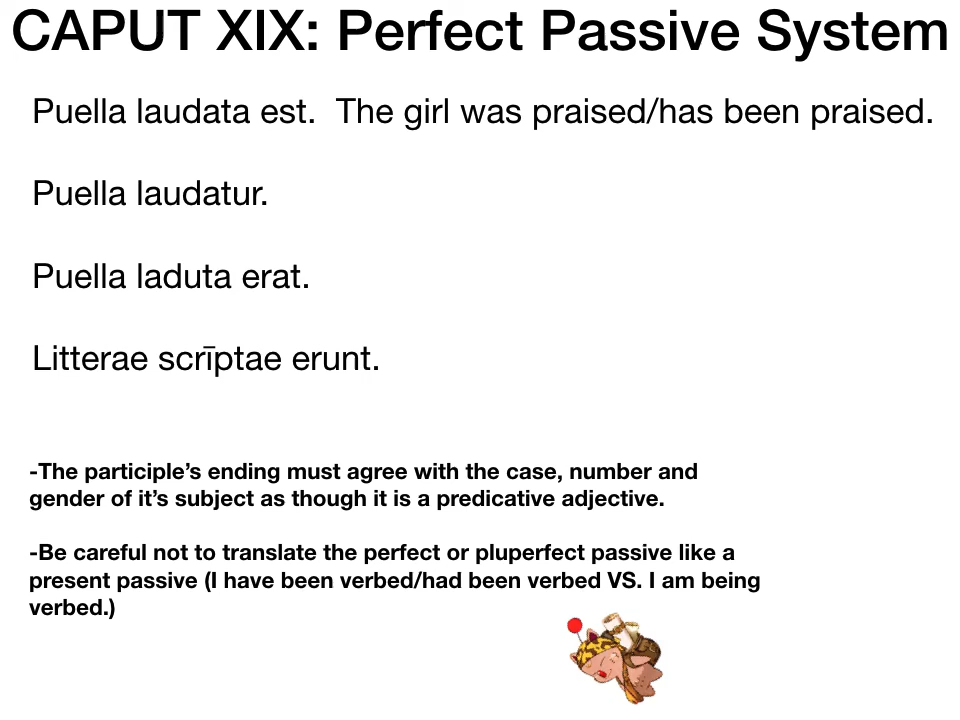 CAPUT XIX: Perfect Passive System
Puella laudata est.  The girl was praised/has been praised.
Puella laudatur.
Puella laduta erat.
Litterae scrīptae erunt.
-The participle’s ending must agree with the case, number and
gender of it’s subject as though it is a predicative adjective.
-Be careful not to translate the perfect or pluperfect passive like a
present passive (I have been verbed/had been verbed VS. I am being
verbed.)